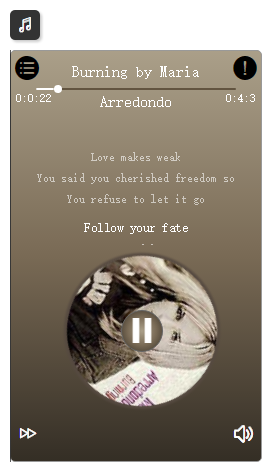 Burning by Maria
Arredondo
0:0:22
0:4:3
Love makes weak
You said you cherished freedom so
You refuse to let it go
Follow your fate
Arredondo
Burning